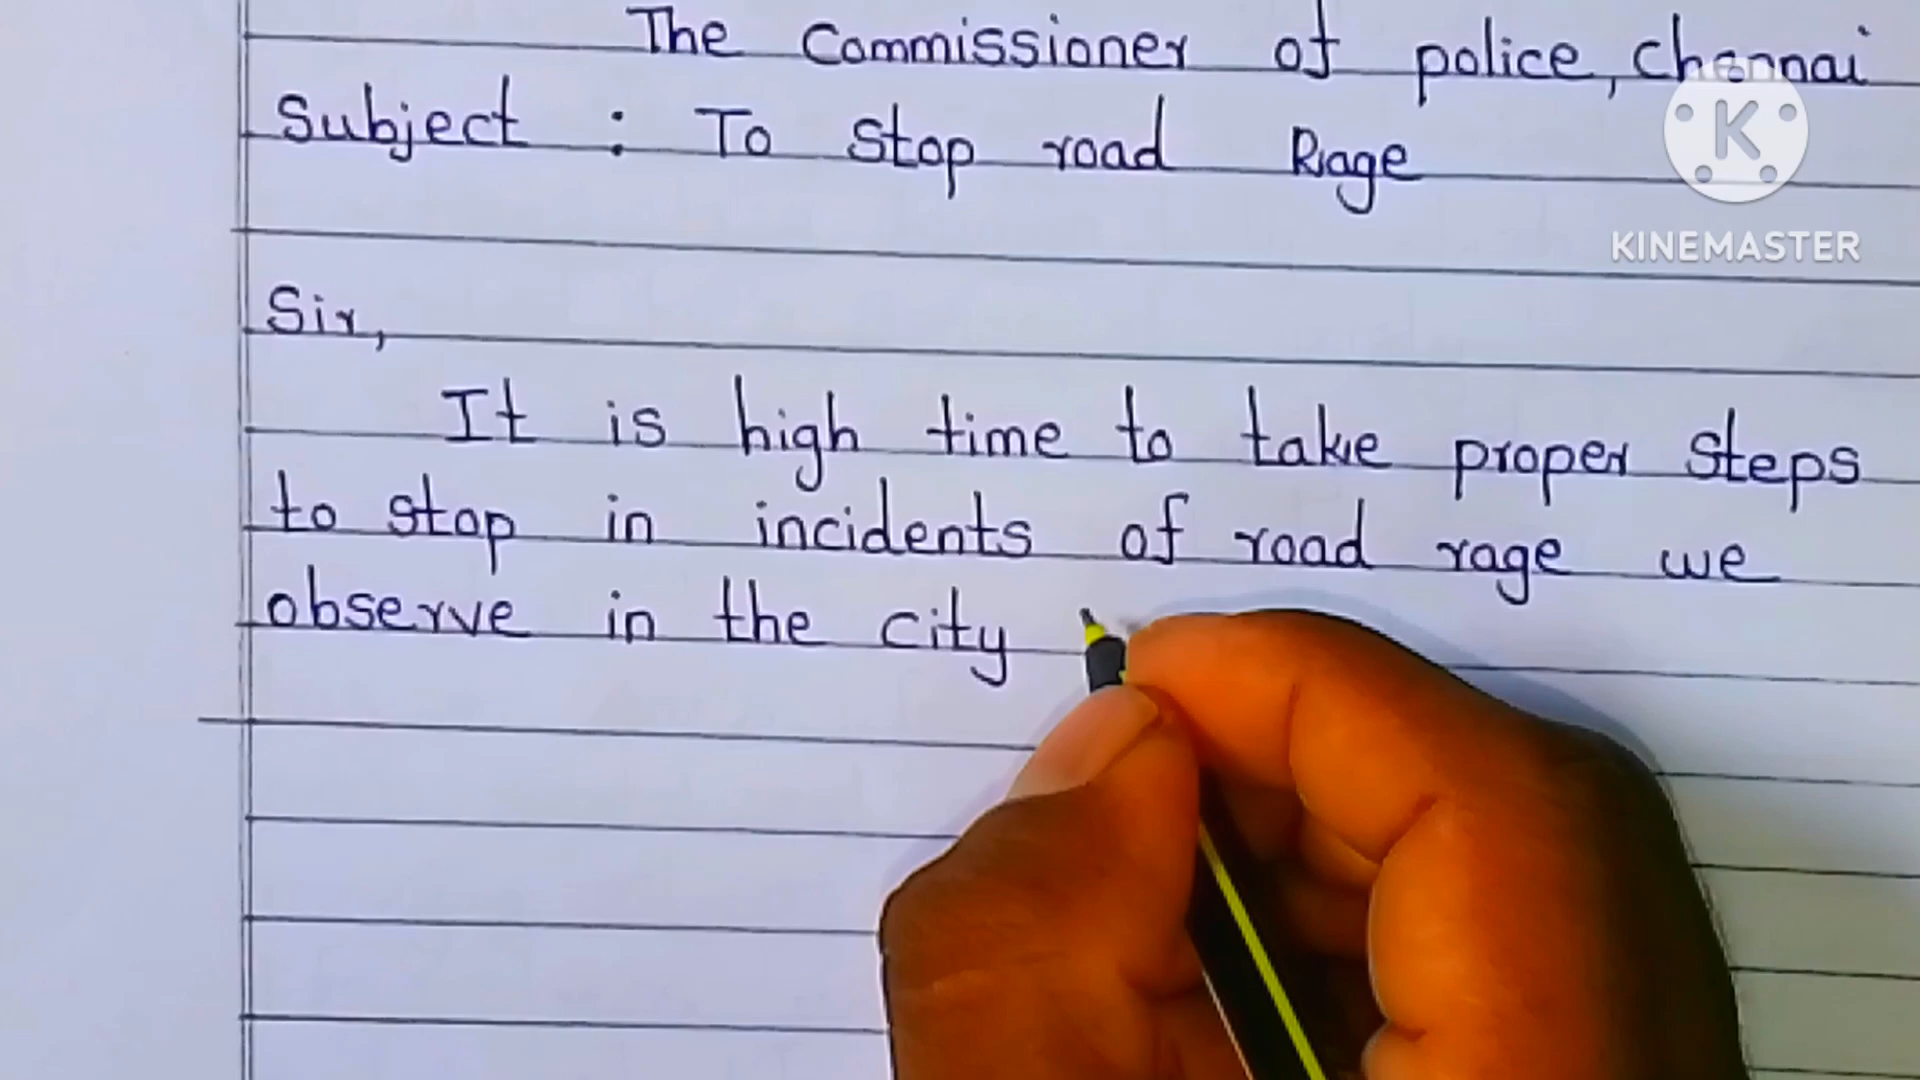 The Commissioner of police, Chennai
Subject : To Stop road Rage
K
KINEMASTER
Sir,
It is high time to take proper steps
to stop in incidents of road rage we
observe in the city